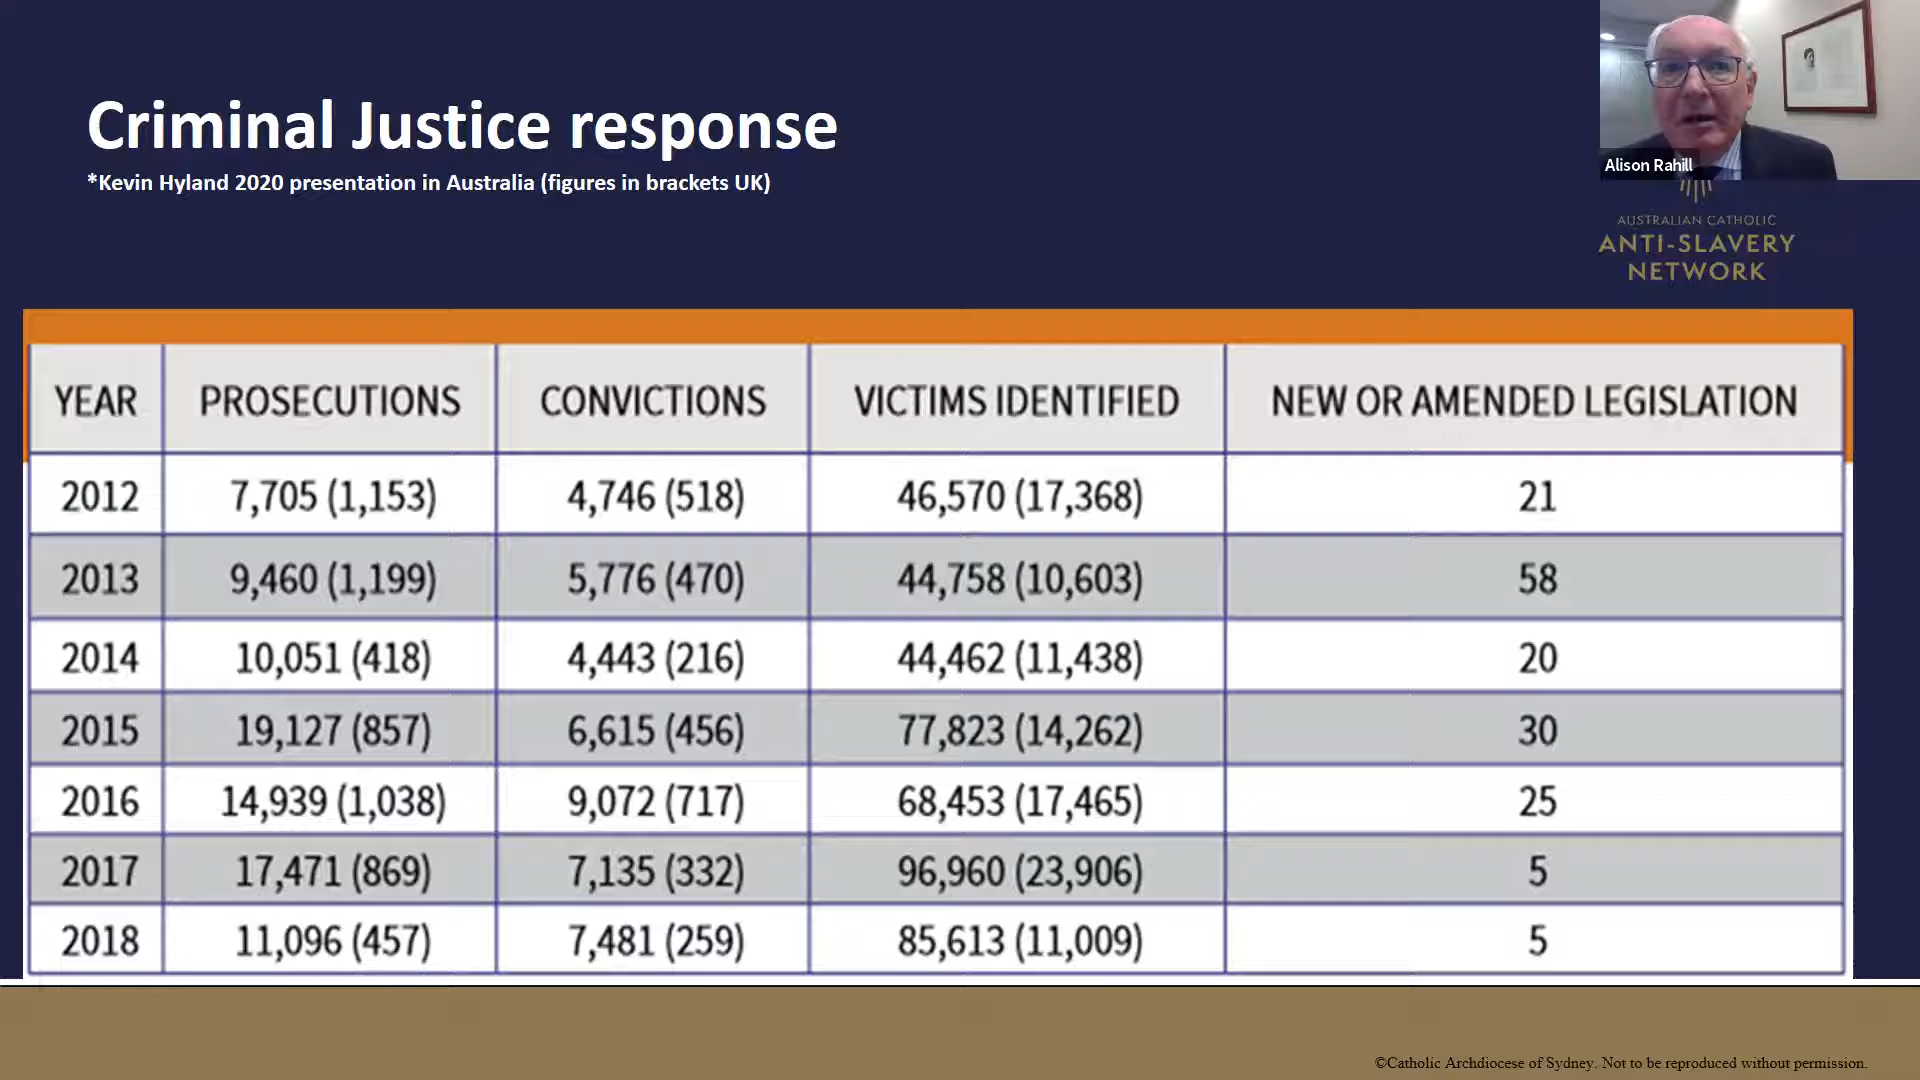 Criminal Justice response
*Kevin Hyland 2020 presentation in Australia (figures in brackets UK)
Alison Rahill
AUSTRALIAN CATHOLIC
ANTI-SLAVERY
NETWORK
YEAR PROSECUTIONS CONVICTIONS VICTIMS IDENTIFIED NEW OR AMENDED LEGISLATION
2012 7,705 (1,153) 4,746 (518) 46,570 (17,368) 21
2013 9,460 (1,199) 5,776 (470) 44,758 (10,603) 58
2014 10,051 (418) 4,443 (216) 44,462 (11,438) 20
2015 19,127 (857) 6,615 (456) 77,823 (14,262) 30
2016 14,939 (1,038) 9,072 (717) 68,453 (17,465) 25
2017 17,471 (869) 7,135 (332) 96,960 (23,906) 5
2018 11,096 (457) 7,481 (259) 85,613 (11,009) 5
©Catholic Archdiocese of Sydney. Not to be reproduced without permission.